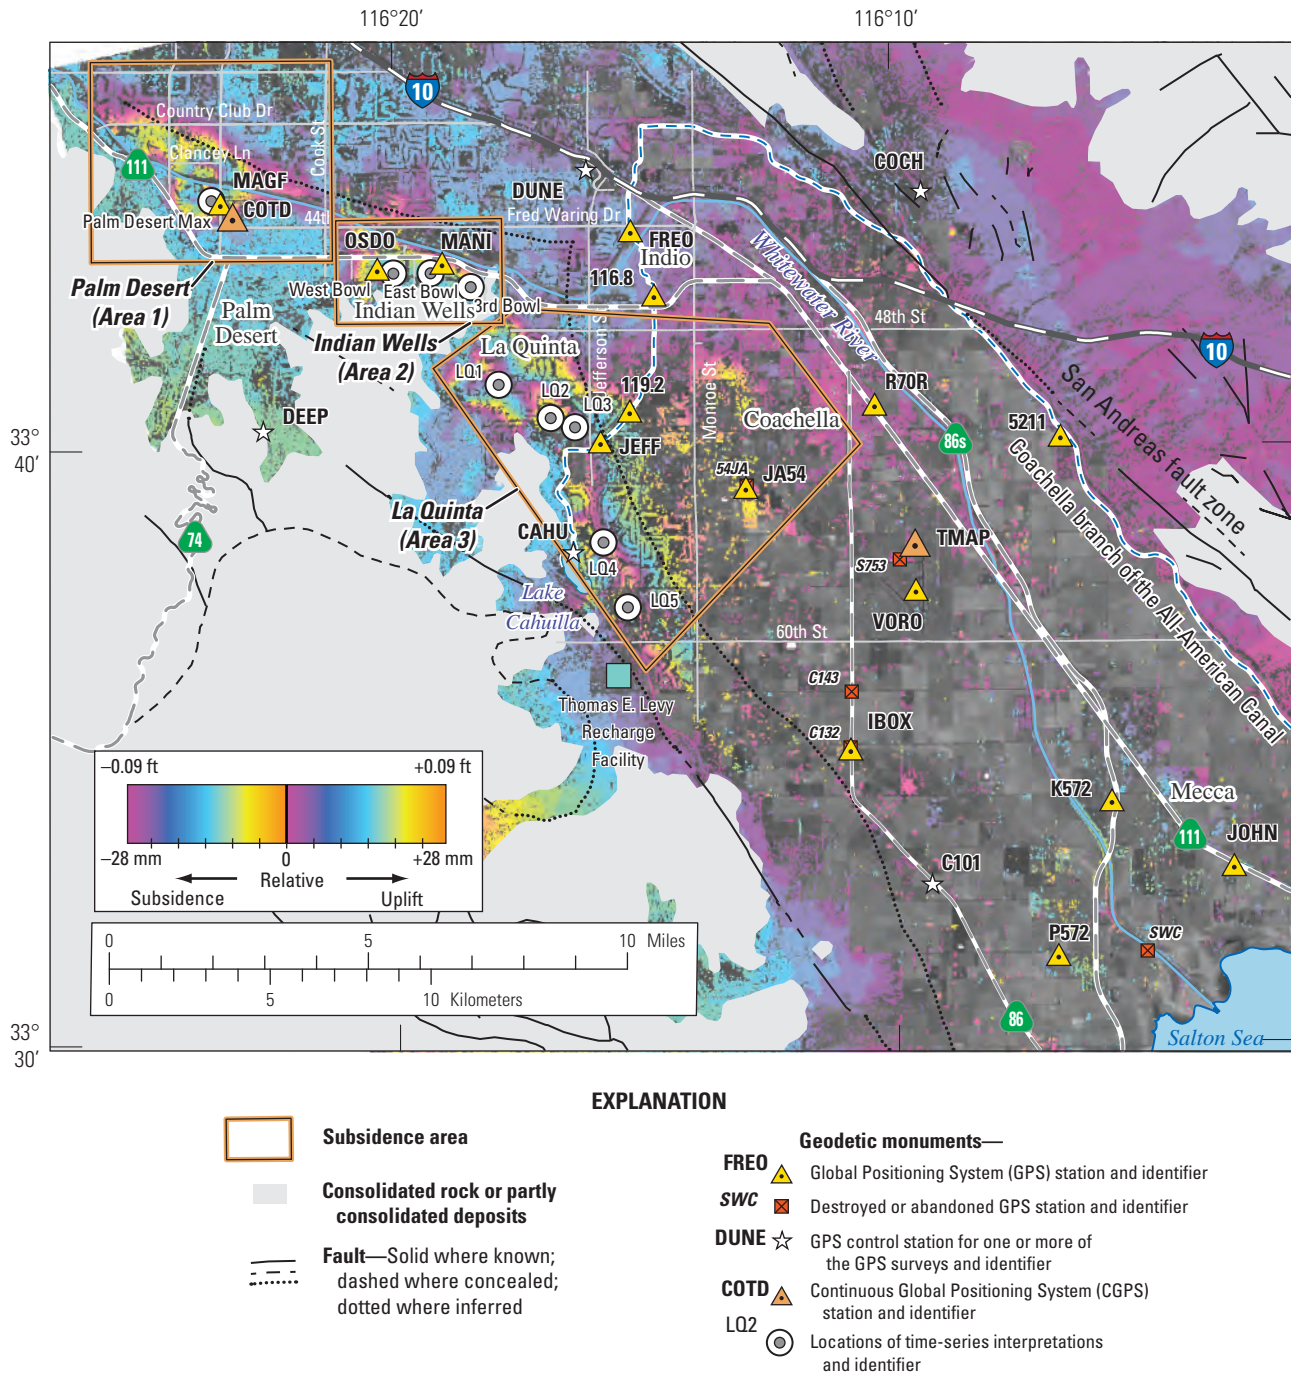 116°20′
116°10′
10
Country Club Dr
Cook St
Clancey Ln
111
MAGF
COTD
Palm Desert Max
44th
DUNE
Fred Waring Dr
COCH
OSDO
MANI
FREO
Indio
116.8
West Bowl
East Bowl
3rd Bowl
Indian Wells
Palm Desert
(Area 1)
Palm
Desert
Indian Wells
(Area 2)
Whitewater River
48th St
10
La Quinta
Jefferson St
LQ1
LQ2
LQ3
119.2
Monroe St
R70R
Coachella
San Andreas fault zone
DEEP
33°
40′
JEFF
86s
5211
54JA
JA54
Coachella branch of the All-American Canal
La Quinta
(Area 3)
74
CAHU
LQ4
TMAP
S753
Lake
Cahuilla
LQ5
VORO
60th St
C143
Thomas E. Levy
Recharge
Facility
C132
IBOX
–0.09 ft
+0.09 ft
–28 mm
0
+28 mm
Relative
Subsidence
Uplift
K572
Mecca
111
JOHN
C101
0
5
10 Miles
0
5
10 Kilometers
P572
SWC
86
33°
30′
Salton Sea
EXPLANATION
Subsidence area
Consolidated rock or partly
consolidated deposits
Fault—Solid where known;
dashed where concealed;
dotted where inferred
Geodetic monuments—
FREO Global Positioning System (GPS) station and identifier
SWC Destroyed or abandoned GPS station and identifier
DUNE GPS control station for one or more of
the GPS surveys and identifier
COTD Continuous Global Positioning System (CGPS)
station and identifier
LQ2 Locations of time-series interpretations
and identifier